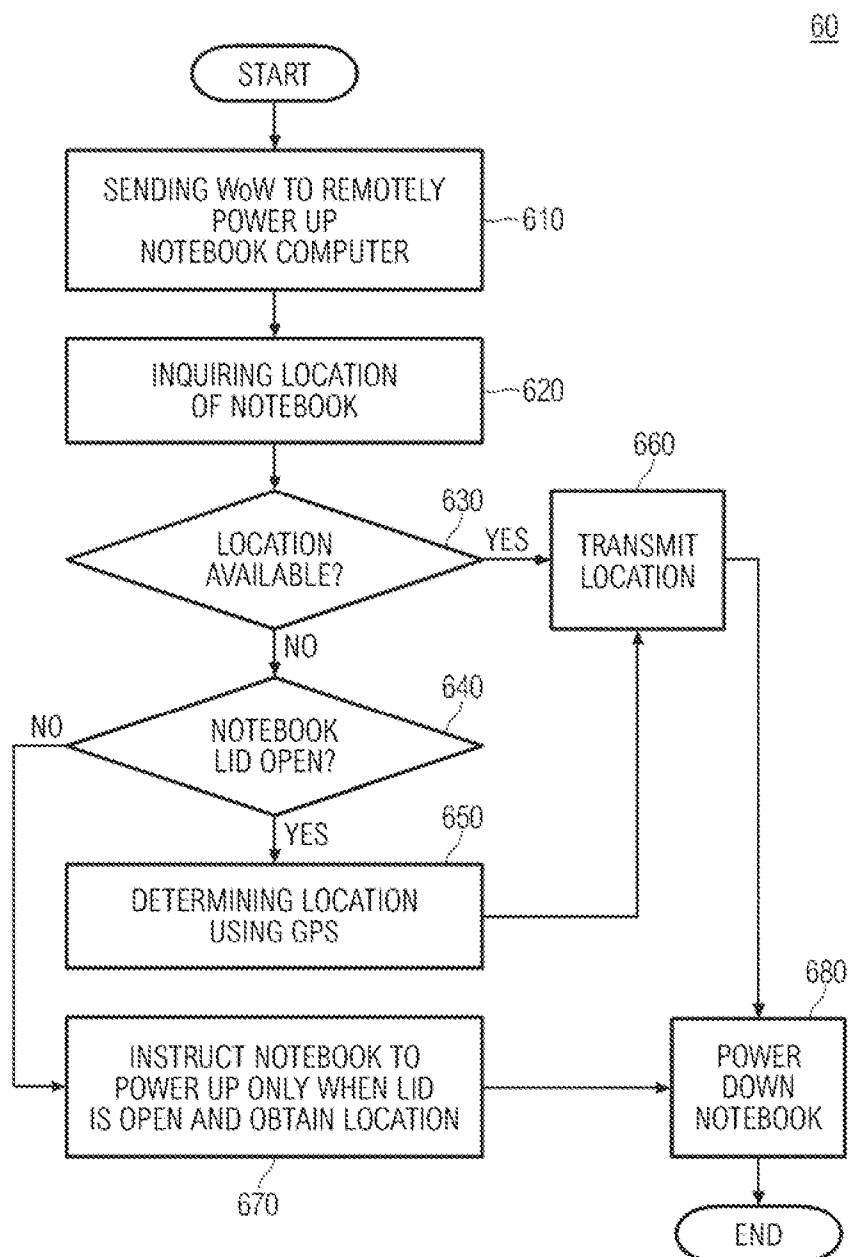 60
START
SENDING WoW TO REMOTELY
POWER UP
NOTEBOOK COMPUTER
610
INQUIRING LOCATION
OF NOTEBOOK
620
630
LOCATION
AVAILABLE?
YES
660
TRANSMIT
LOCATION
NO
640
NO
NOTEBOOK
LID OPEN?
YES
650
DETERMINING LOCATION
USING GPS
INSTRUCT NOTEBOOK TO
POWER UP ONLY WHEN LID
IS OPEN AND OBTAIN LOCATION
670
680
POWER
DOWN
NOTEBOOK
END